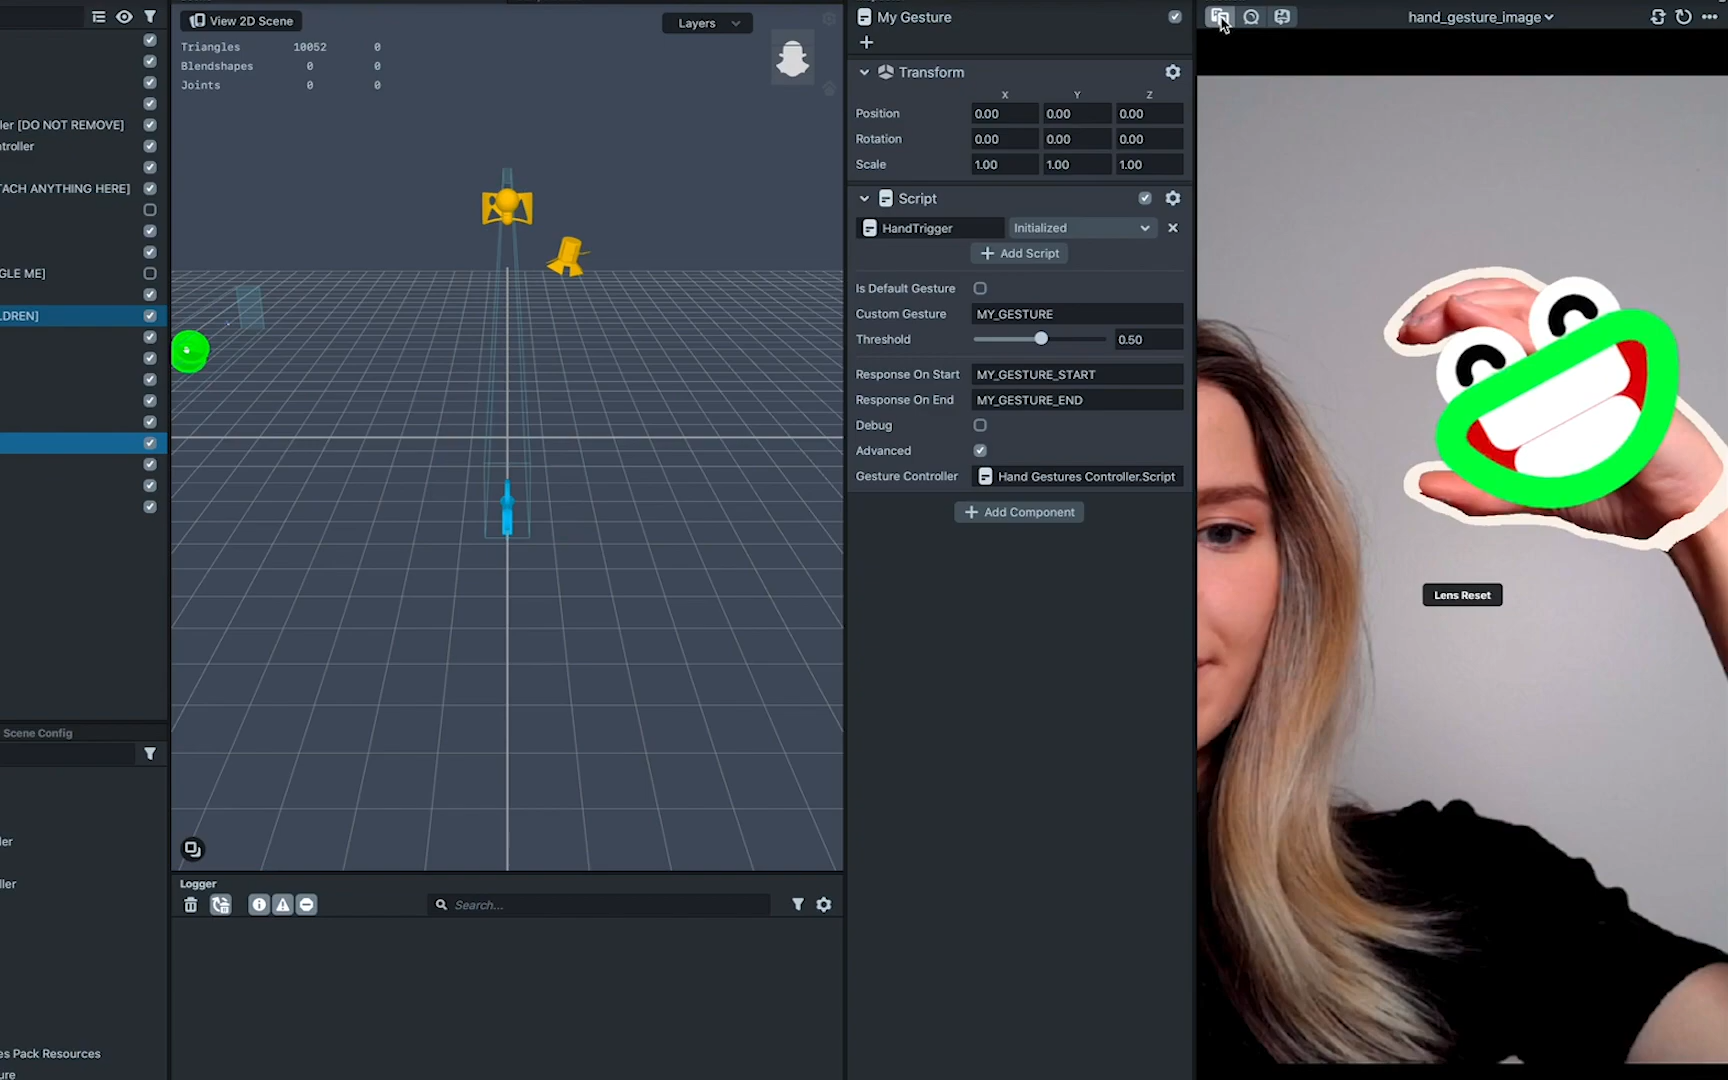 ler [DO NOT REMOVE]
ntroller
TACH ANYTHING HERE]
GLE ME]
LDREN]
Scene Config
ler
ller
es Pack Resources
ure
View 2D Scene
Layers
Triangles 10052 0
Blendshapes 0 0
Joints 0 0
Logger
Search...
My Gesture
Transform
X Y Z
Position 0.00 0.00 0.00
Rotation 0.00 0.00 0.00
Scale 1.00 1.00 1.00
Script
HandTrigger Initialized
+ Add Script
Is Default Gesture
Custom Gesture MY_GESTURE
Threshold 0.50
Response On Start MY_GESTURE_START
Response On End MY_GESTURE_END
Debug
Advanced
Gesture Controller Hand Gestures Controller.Script
+ Add Component
hand_gesture_image
Lens Reset